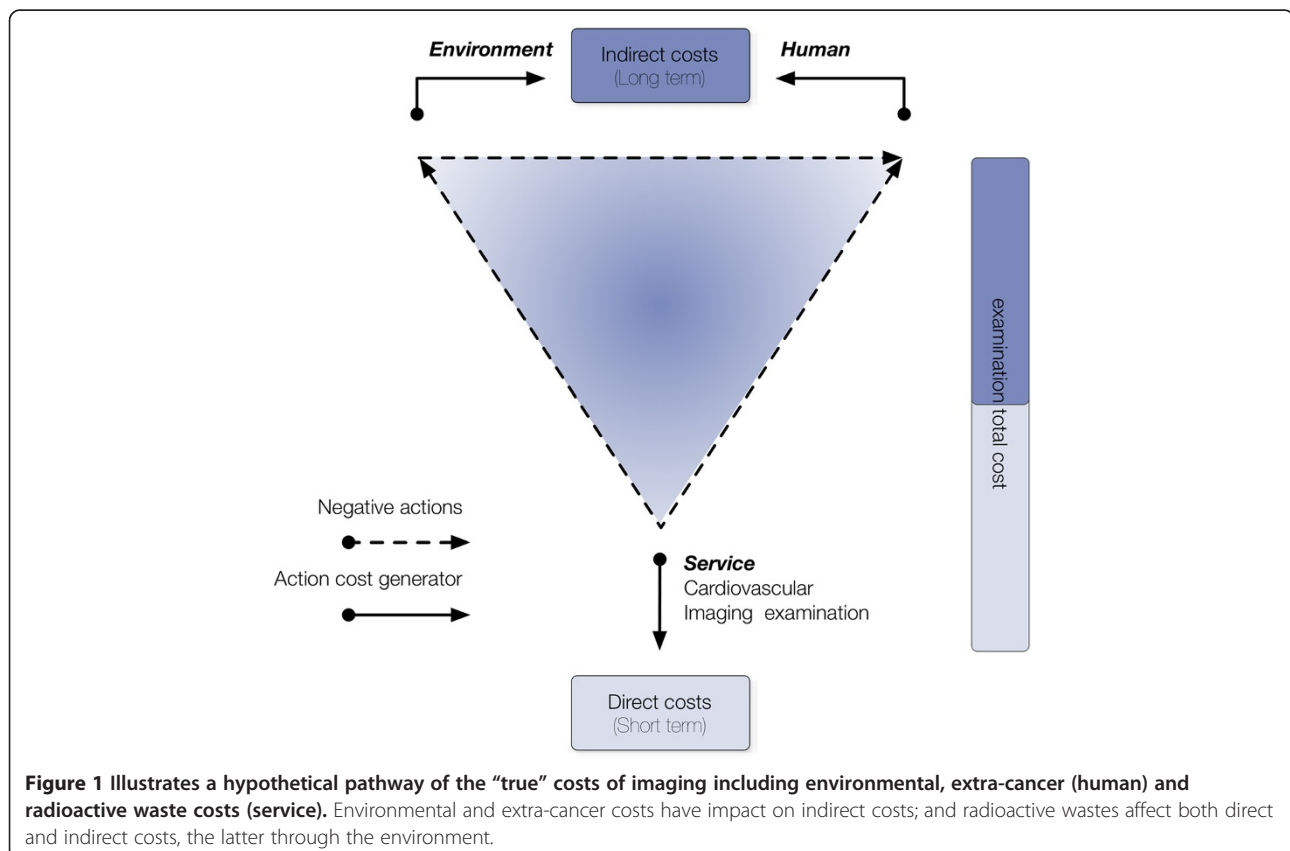 Environment
Indirect costs
(Long term)
Human
examination total cost
Negative actions
Action cost generator
Service
Cardiovascular
Imaging examination
Direct costs
(Short term)
Figure 1 Illustrates a hypothetical pathway of the “true” costs of imaging including environmental, extra-cancer (human) and
radioactive waste costs (service). Environmental and extra-cancer costs have impact on indirect costs; and radioactive wastes affect both direct
and indirect costs, the latter through the environment.